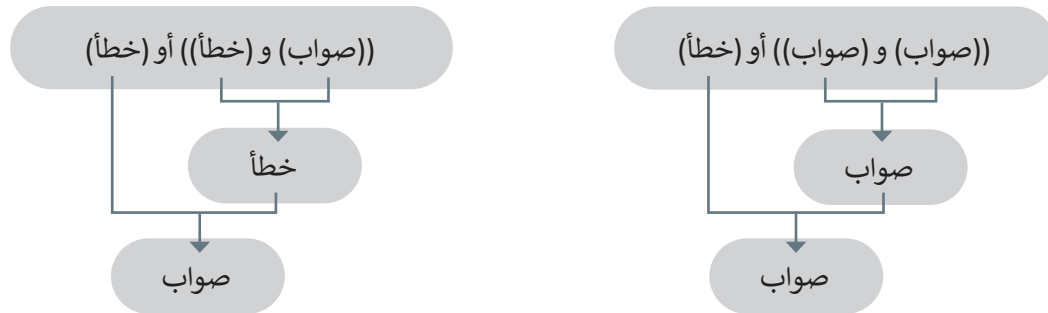 ((صواب) و (صواب)) أو (خطأ)
صواب
صواب
((صواب) و (خطأ)) أو (خطأ)
خطأ
صواب